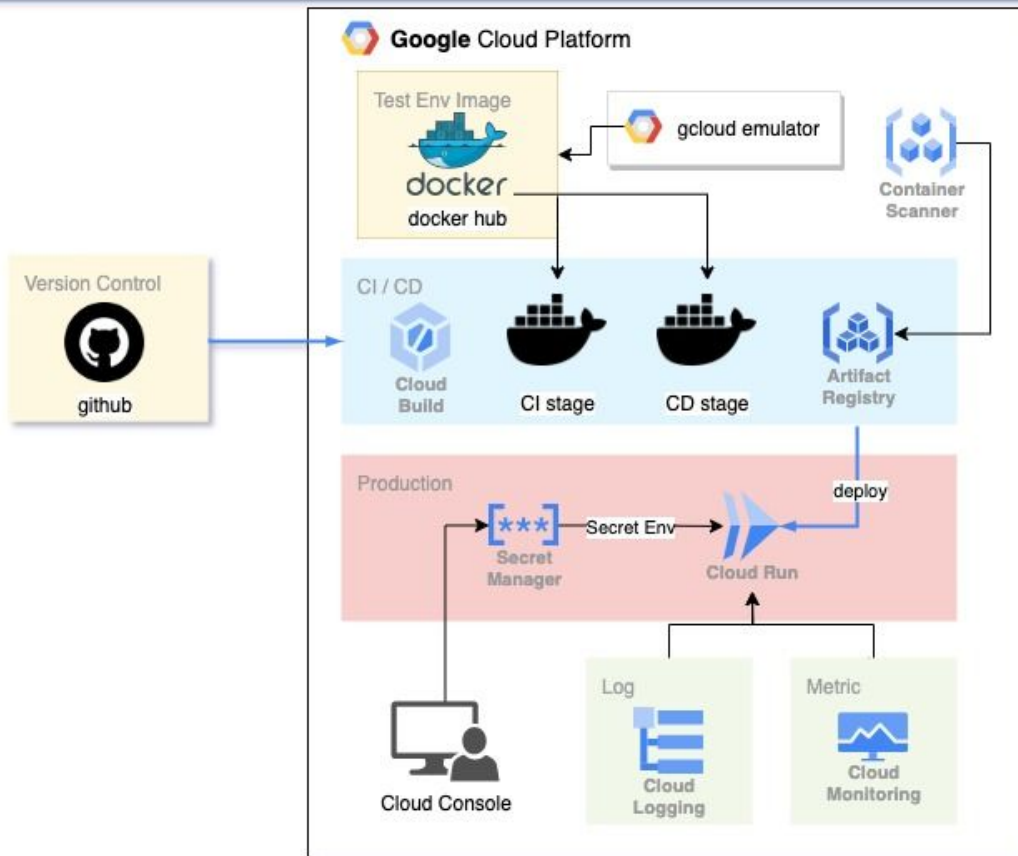 Google Cloud Platform
Test Env Image
docker
docker hub
gcloud emulator
Container
Scanner
Version Control
github
CI / CD
Cloud
Build
CI stage
CD stage
Artifact
Registry
deploy
Production
[***]
Secret
Manager
Secret Env
Cloud Run
Cloud Console
Log
Cloud
Logging
Metric
Cloud
Monitoring